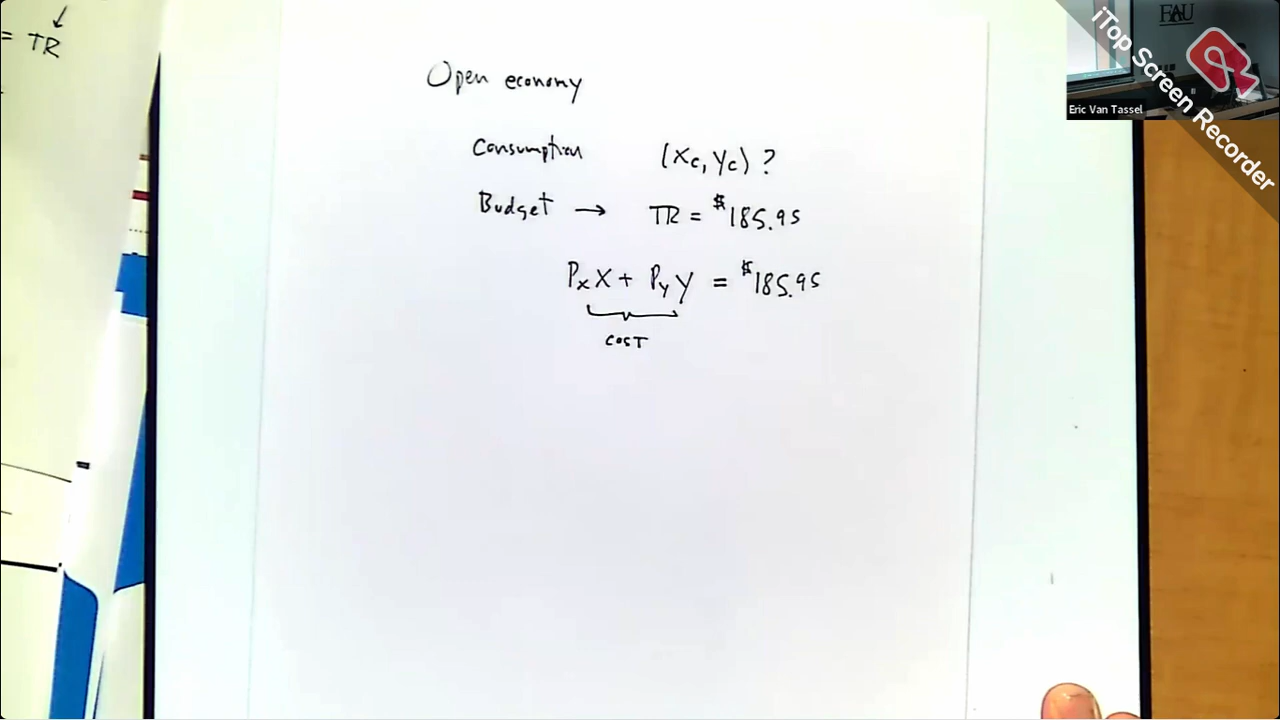 = TR
Open economy
Consumption (Xc, Yc) ?
Budget → TR = $185.95
PxX + PyY = $185.95
COST
FAU
Eric Van Tassel
iTop Screen Recorder